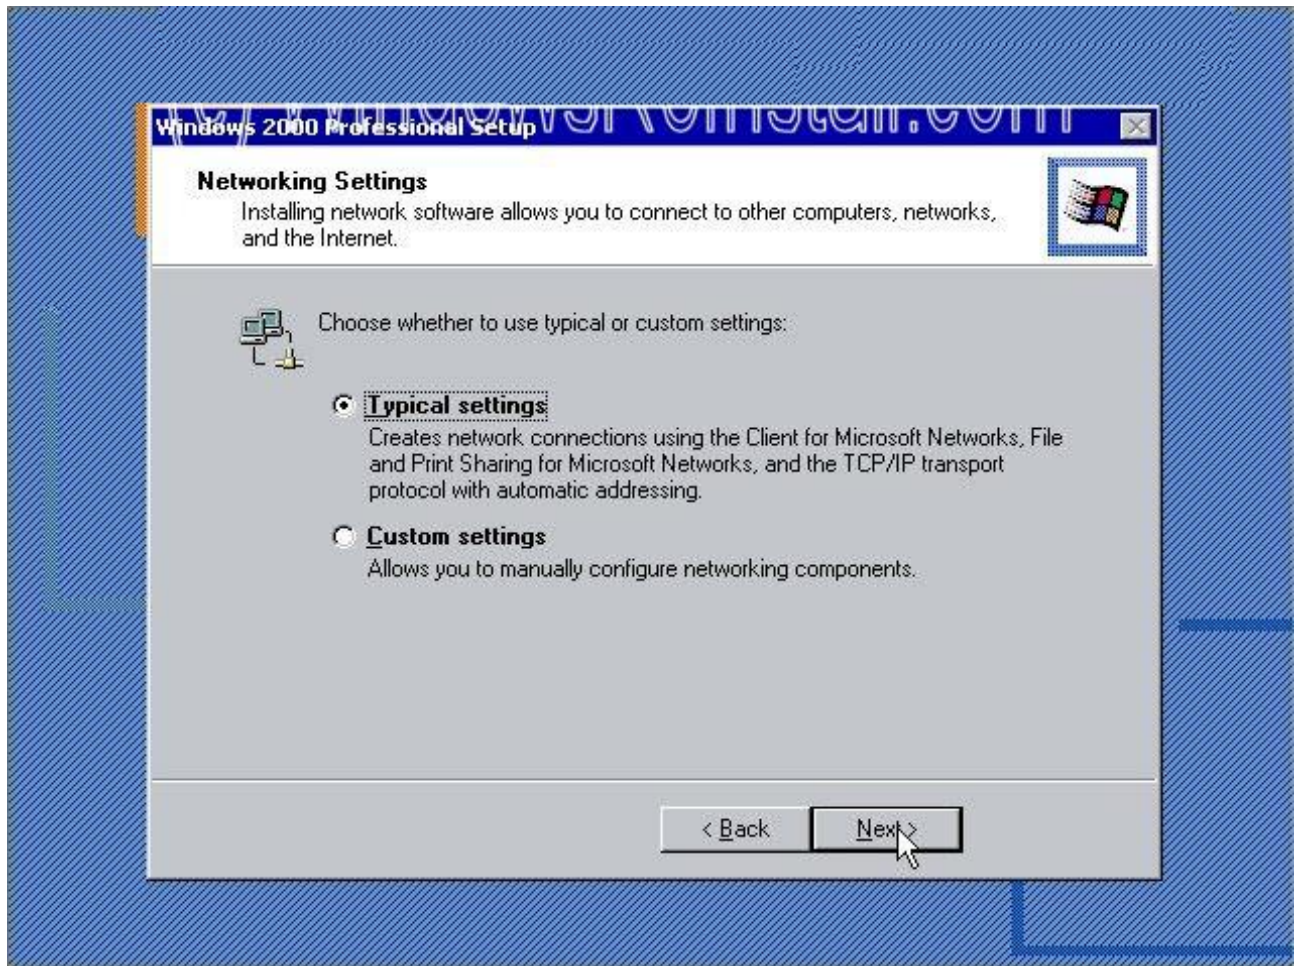 Windows 2000 Professional Setup
Networking Settings
Installing network software allows you to connect to other computers, networks,
and the Internet.
Choose whether to use typical or custom settings:
Typical settings
Creates network connections using the Client for Microsoft Networks, File
and Print Sharing for Microsoft Networks, and the TCP/IP transport
protocol with automatic addressing.
Custom settings
Allows you to manually configure networking components.
< Back
Next >